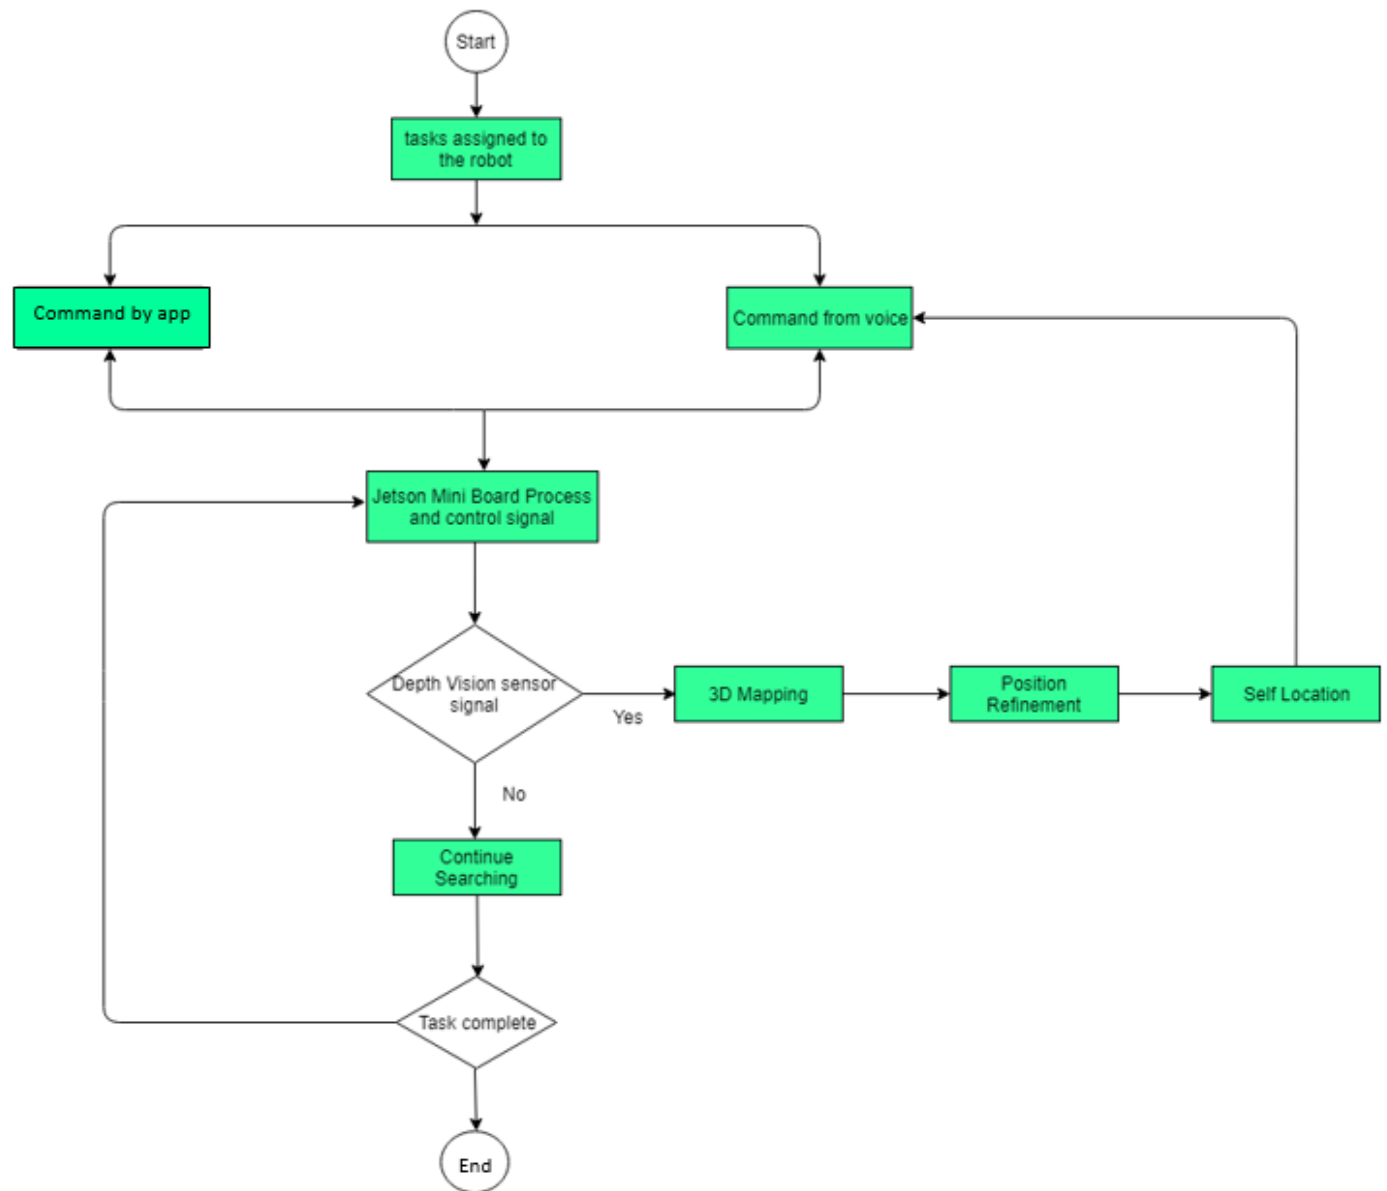 Start
tasks assigned to
the robot
Command by app
Command from voice
Jetson Mini Board Process
and control signal
Depth Vision sensor
signal
Yes
3D Mapping
Position
Refinement
Self Location
No
Continue
Searching
Task complete
End